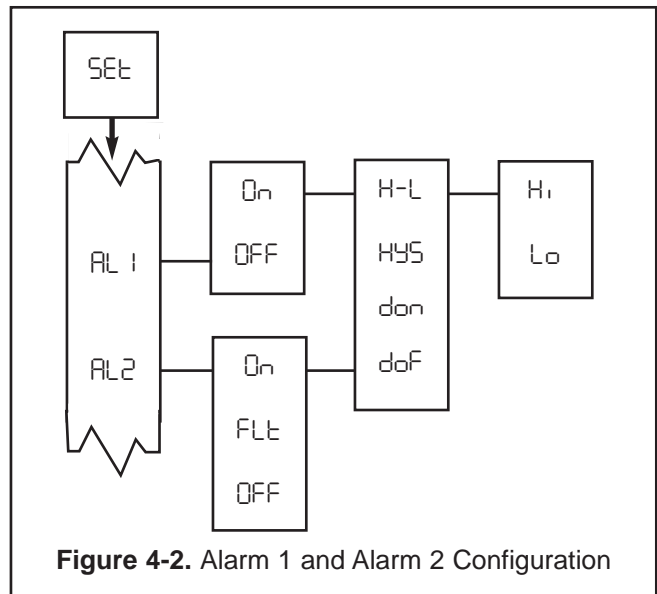 SEt
AL1
AL2
On
OFF
On
FLt
OFF
H-L
HYS
don
doF
Hi
Lo
Figure 4-2. Alarm 1 and Alarm 2 Configuration